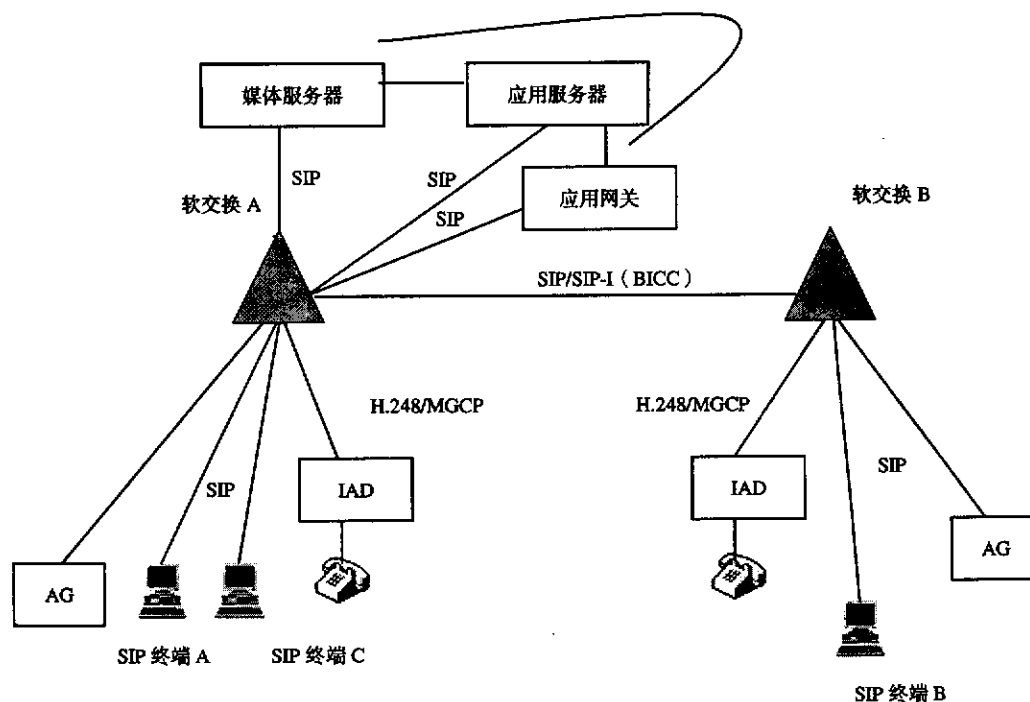 媒体服务器
应用服务器
SIP
SIP
应用网关
软交换 A
SIP
软交换 B
SIP/SIP-I（BICC）
H.248/MGCP
H.248/MGCP
SIP
IAD
IAD
SIP
AG
AG
SIP 终端 A
SIP 终端 C
SIP 终端 B